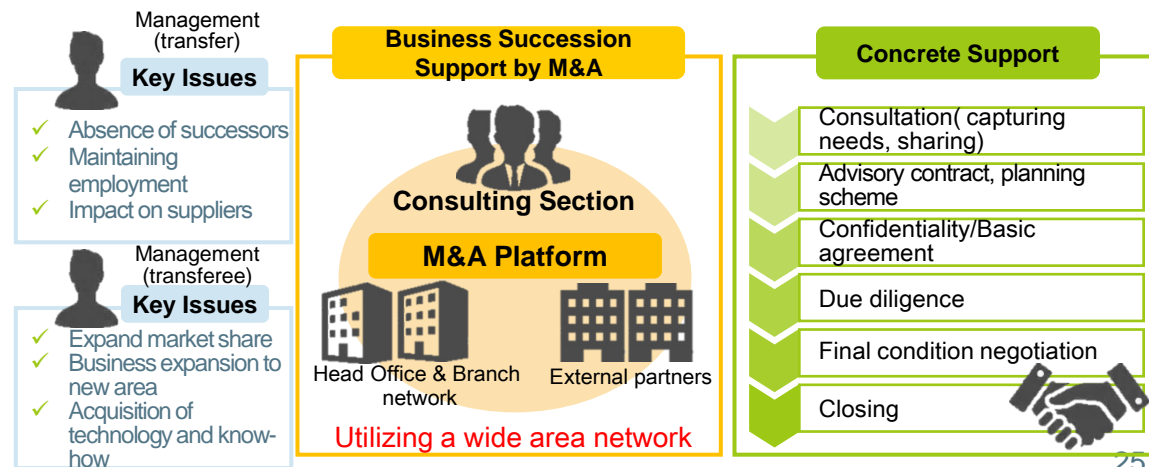 Management
(transfer)
Key Issues
✓ Absence of successors
✓ Maintaining
employment
✓ Impact on suppliers
Management
(transferee)
Key Issues
✓ Expand market share
✓ Business expansion to
new area
✓ Acquisition of
technology and know-
how
Business Succession
Support by M&A
Consulting Section
M&A Platform
Head Office & Branch
network
External partners
Utilizing a wide area network
Concrete Support
Consultation( capturing
needs, sharing)
Advisory contract, planning
scheme
Confidentiality/Basic
agreement
Due diligence
Final condition negotiation
Closing
25